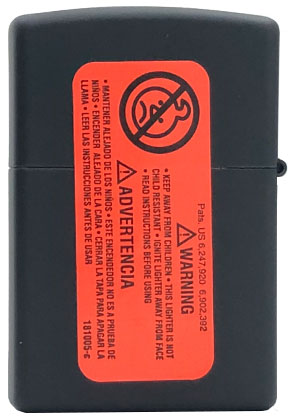 Pats. US 6,247,920 6,902,392
⚠ WARNING
• KEEP AWAY FROM CHILDREN • THIS LIGHTER IS NOT
CHILD RESISTANT • IGNITE LIGHTER AWAY FROM FACE
• READ INSTRUCTIONS BEFORE USING
⚠ ADVERTENCIA
• MANTENER ALEJADO DE LOS NIÑOS • ESTE ENCENDEDOR NO ES A PRUEBA DE
NIÑOS • ENCENDER ALEJADO DE LA CARA • CERRAR LA TAPA PARA APAGAR LA
LLAMA • LEER LAS INSTRUCCIONES ANTES DE USAR
181005-c